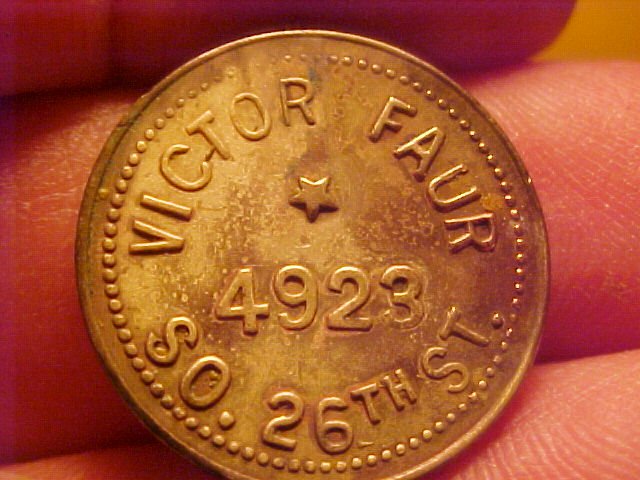 VICTOR FAUR
4923
SO. 26TH ST.